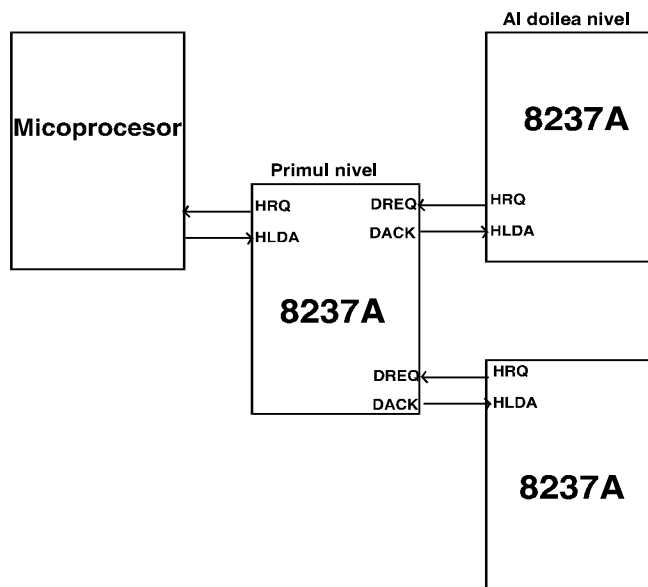 Al doilea nivel
Micoprocesor
8237A
Primul nivel
HRQ
DREQ
HRQ
HLDA
DACK
HLDA
8237A
DREQ
HRQ
DACK
HLDA
8237A